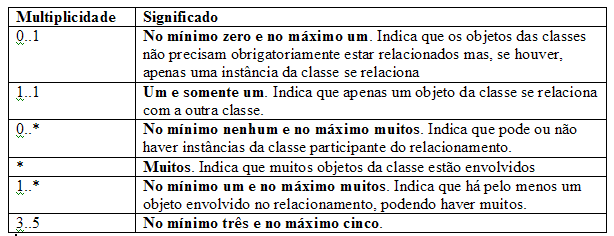 Multiplicidade Significado
0..1 No mínimo zero e no máximo um. Indica que os objetos das classes
não precisam obrigatoriamente estar relacionados mas, se houver,
apenas uma instância da classe se relaciona
1..1 Um e somente um. Indica que apenas um objeto da classe se relaciona
com a outra classe.
0..* No mínimo nenhum e no máximo muitos. Indica que pode ou não
haver instâncias da classe participante do relacionamento.
* Muitos. Indica que muitos objetos da classe estão envolvidos
1..* No mínimo um e no máximo muitos. Indica que há pelo menos um
objeto envolvido no relacionamento, podendo haver muitos.
3..5 No mínimo três e no máximo cinco.